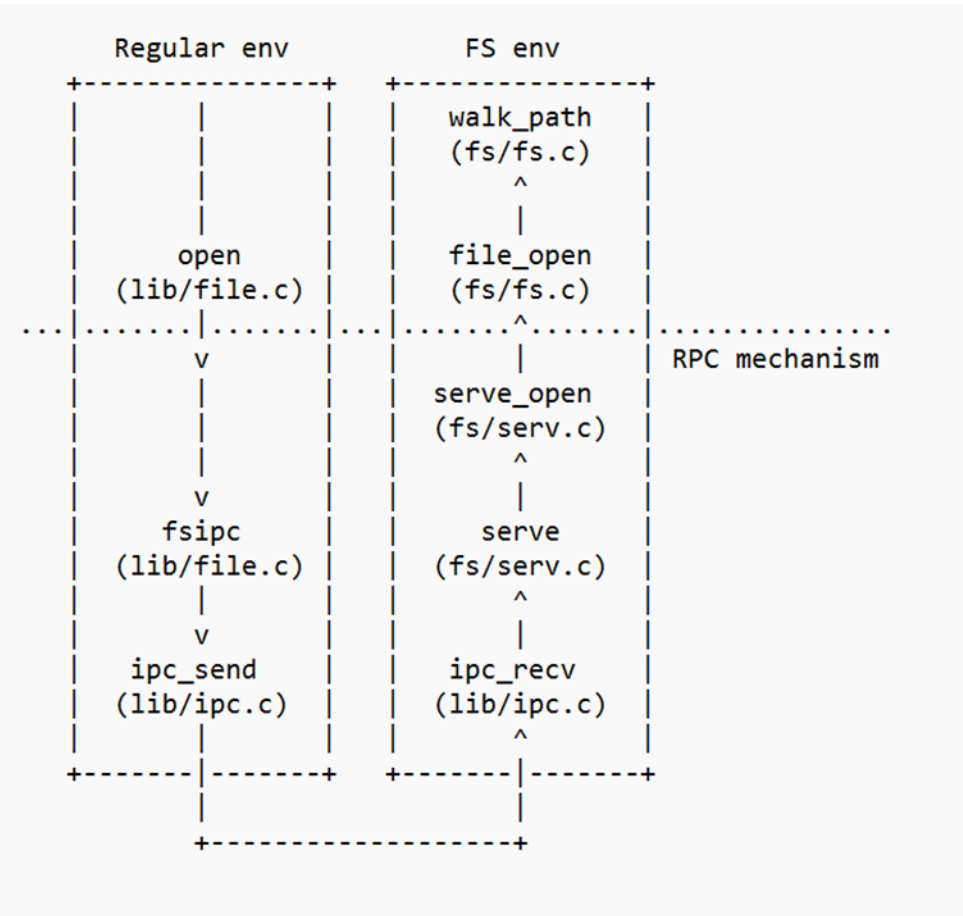 Regular env           FS env
+---------------+   +---------------+
|       |       |   |   walk_path   |
|       |       |   |   (fs/fs.c)   |
|       |       |   |       ^       |
|       |       |   |       |       |
|      open     |   |   file_open   |
| (lib/file.c)  |   |   (fs/fs.c)   |
...|.......|.......|...|.......^.......|...............
|       v       |   |       |       | RPC mechanism
|       |       |   |  serve_open   |
|       |       |   |  (fs/serv.c)  |
|       |       |   |       ^       |
|       v       |   |       |       |
|     fsipc     |   |     serve     |
|  (lib/file.c) |   |  (fs/serv.c)  |
|       |       |   |       ^       |
|       v       |   |       |       |
|   ipc_send    |   |   ipc_recv    |
|  (lib/ipc.c)  |   |  (lib/ipc.c)  |
|       |       |   |       ^       |
+-------|-------+   +-------|-------+
|                   |
+-------------------+